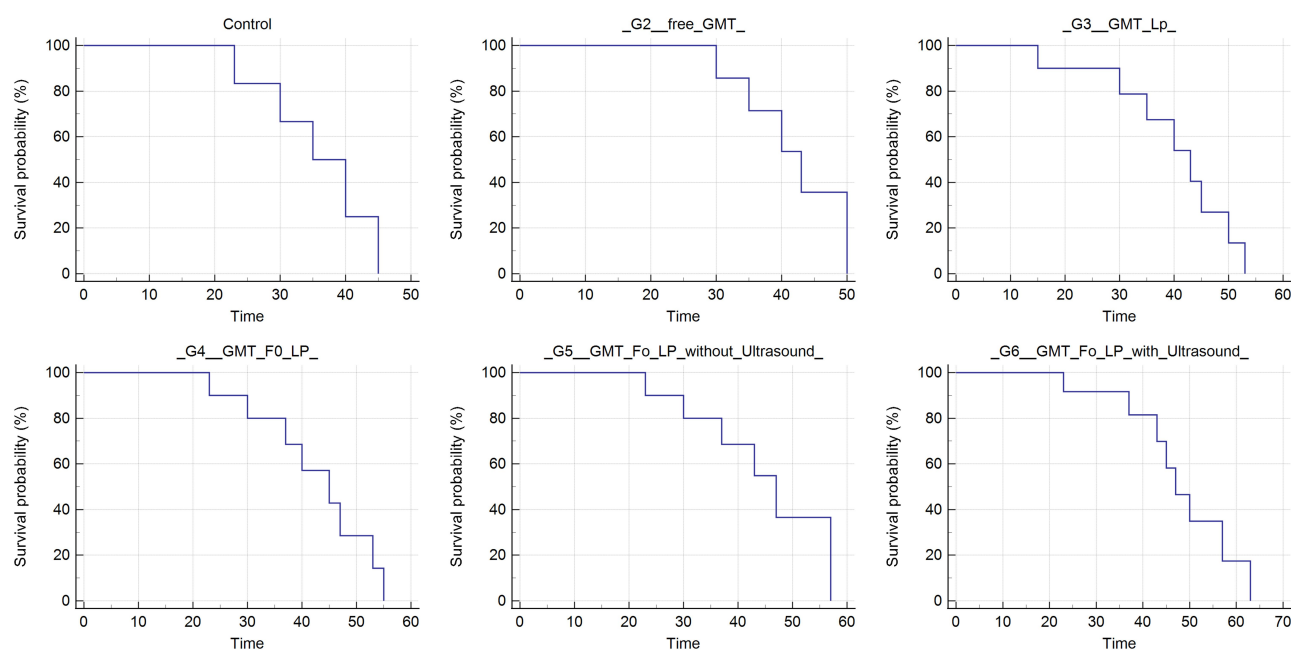 Control
Survival probability (%)
100
80
60
40
20
0
0 10 20 30 40 50
Time
_G2__free_GMT_
Survival probability (%)
100
80
60
40
20
0
0 10 20 30 40 50
Time
_G3__GMT_Lp_
Survival probability (%)
100
80
60
40
20
0
0 10 20 30 40 50 60
Time
_G4__GMT_F0_LP_
Survival probability (%)
100
80
60
40
20
0
0 10 20 30 40 50 60
Time
_G5__GMT_Fo_LP_without_Ultrasound_
Survival probability (%)
100
80
60
40
20
0
0 10 20 30 40 50 60
Time
_G6__GMT_Fo_LP_with_Ultrasound_
Survival probability (%)
100
80
60
40
20
0
0 10 20 30 40 50 60 70
Time